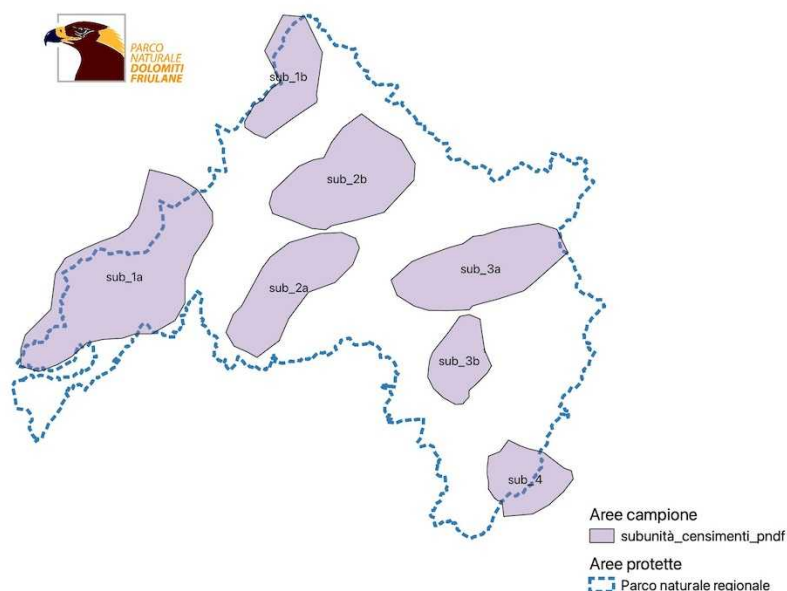 PARCO
NATURALE
DOLOMITI
FRIULANE
sub_1b
sub_2b
sub_1a
sub_2a
sub_3a
sub_3b
sub_4
Aree campione
subunità_censimenti_pndf
Aree protette
Parco naturale regionale